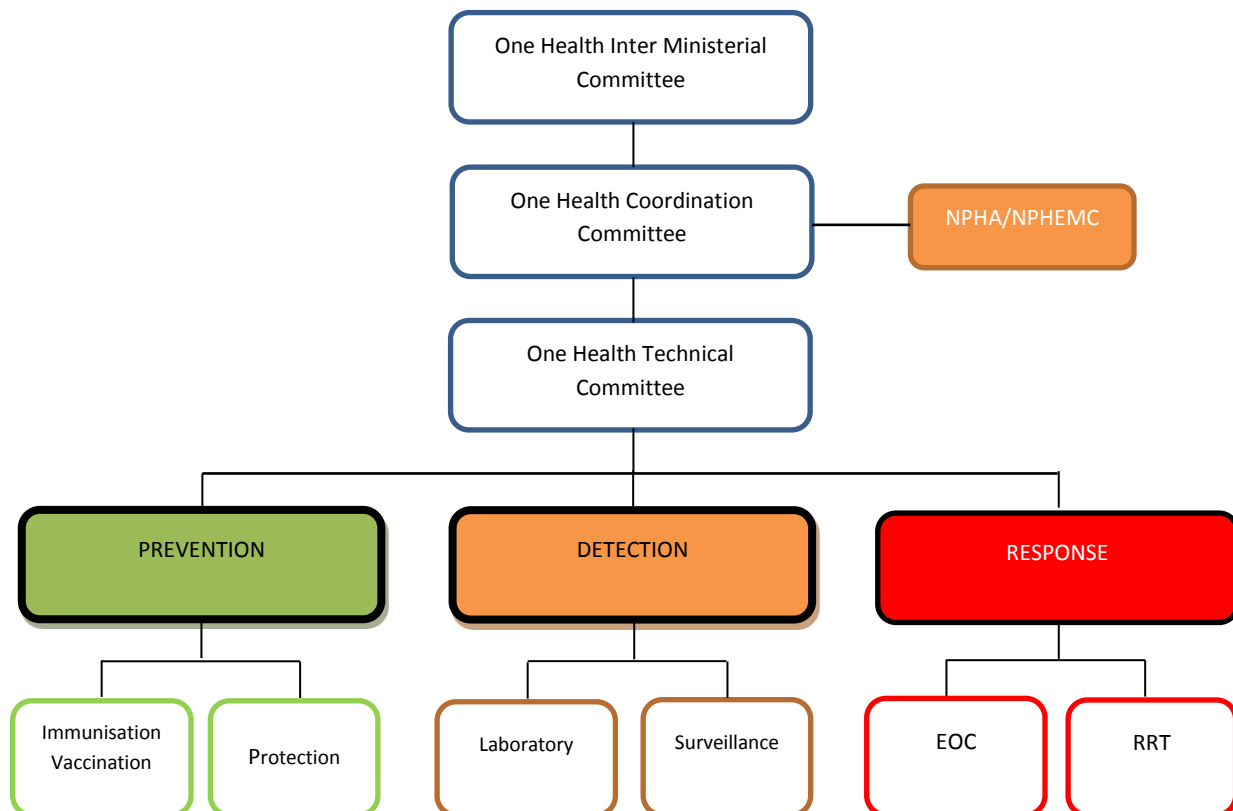 One Health Inter Ministerial
Committee
One Health Coordination
Committee
NPHA/NPHEMC
One Health Technical
Committee
PREVENTION
DETECTION
RESPONSE
Immunisation
Vaccination
Protection
Laboratory
Surveillance
EOC
RRT